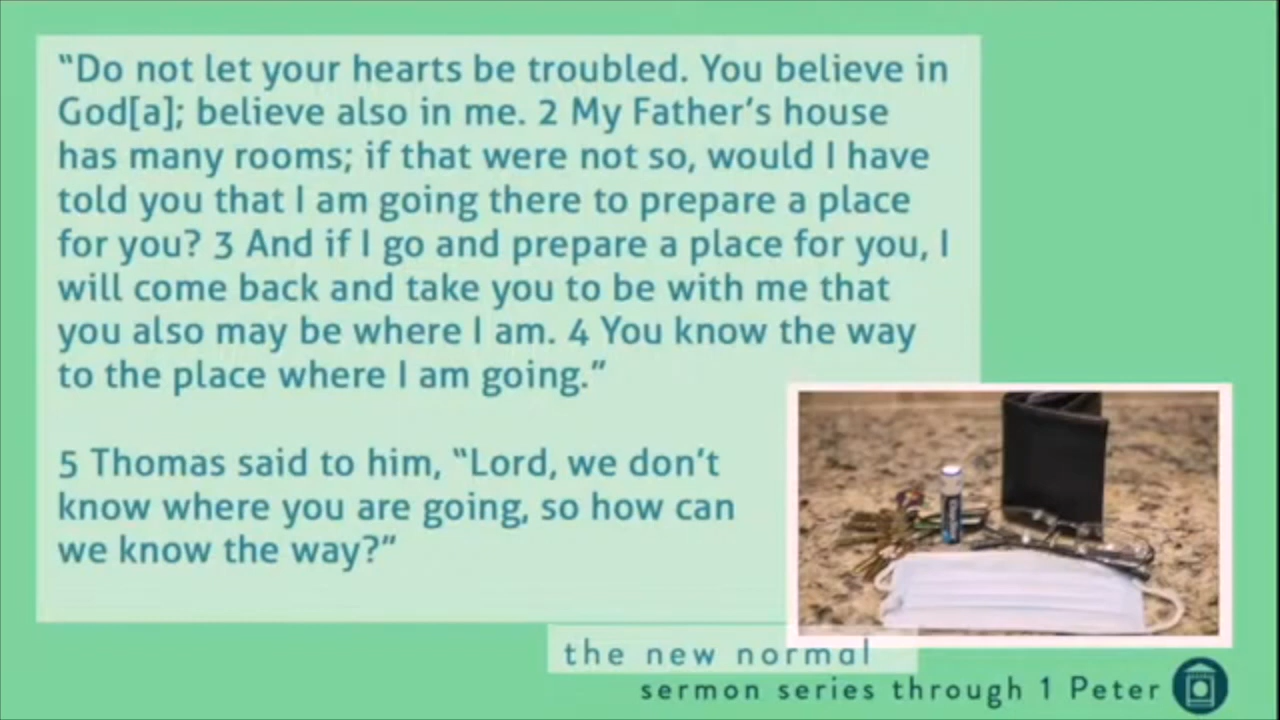 “Do not let your hearts be troubled. You believe in
God[a]; believe also in me. 2 My Father’s house
has many rooms; if that were not so, would I have
told you that I am going there to prepare a place
for you? 3 And if I go and prepare a place for you, I
will come back and take you to be with me that
you also may be where I am. 4 You know the way
to the place where I am going.”
5 Thomas said to him, “Lord, we don’t
know where you are going, so how can
we know the way?”
the new normal
sermon series through 1 Peter